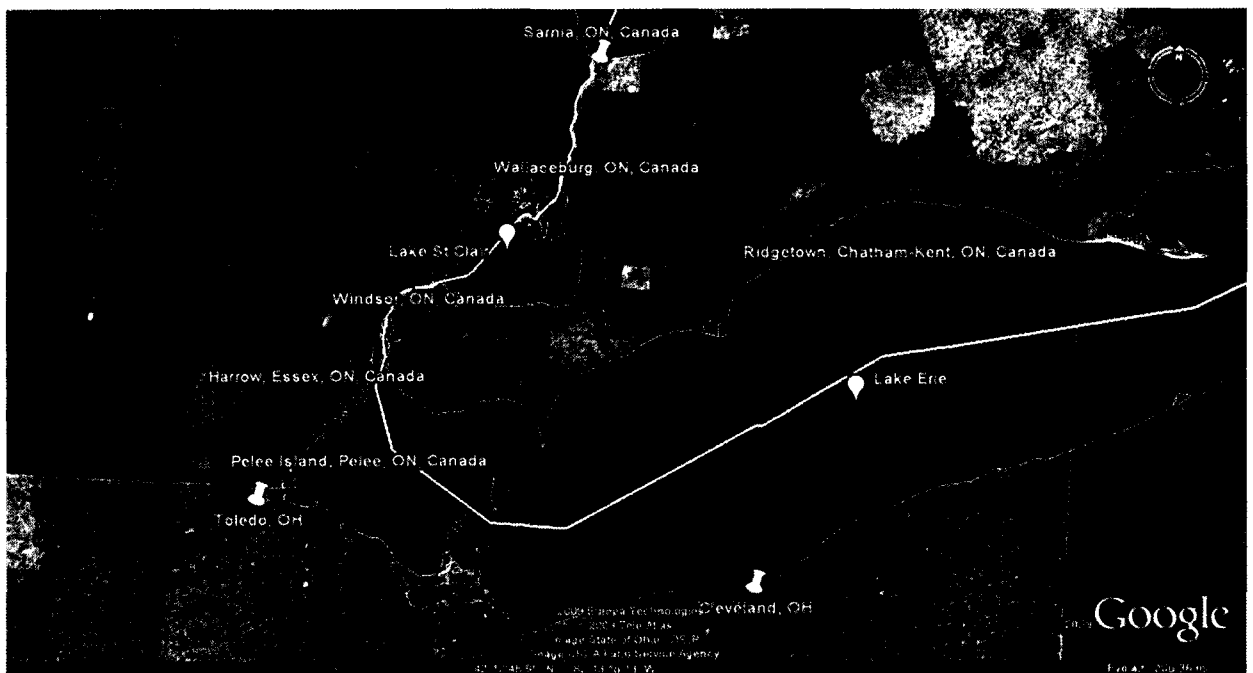 Sarnia, ON, Canada
N
Wallaceburg, ON, Canada
Lake St Clair
Ridgetown, Chatham-Kent, ON, Canada
Windsor, ON, Canada
Harrow, Essex, ON, Canada
Lake Erie
Pelee Island, Pelee, ON, Canada
Toledo, OH
Cleveland, OH
Google